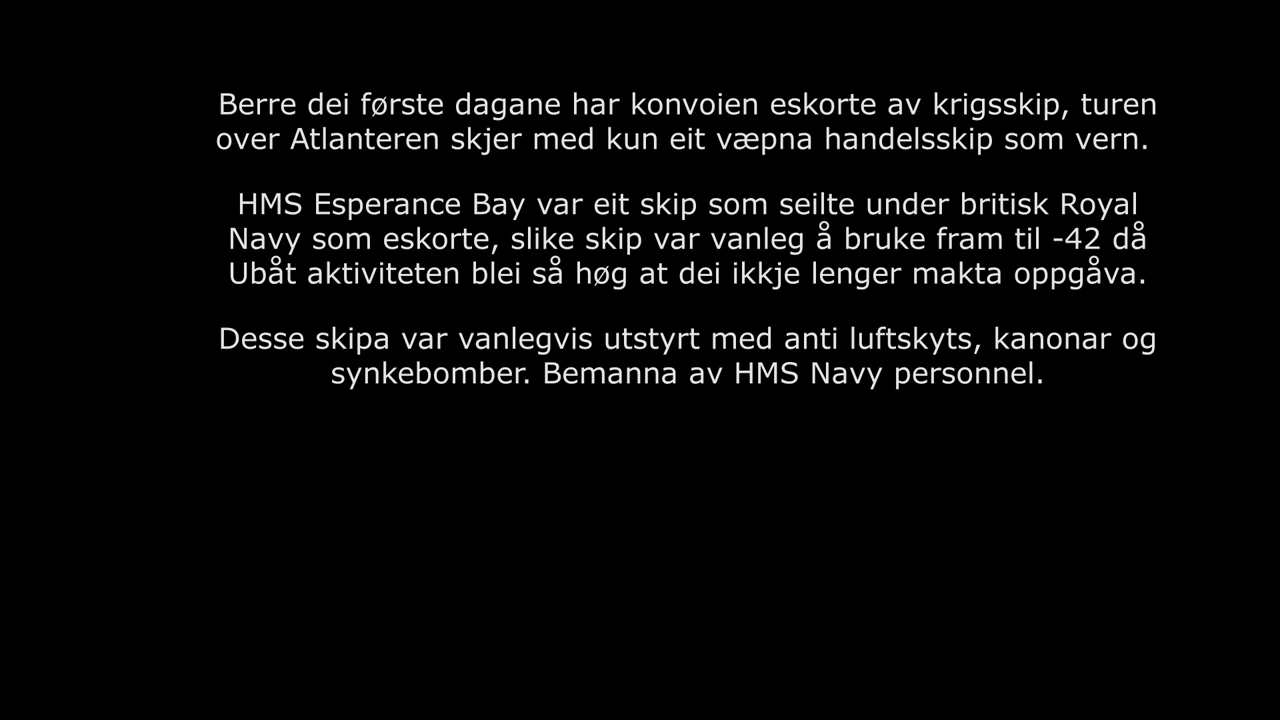 Berre dei første dagane har konvoien eskorte av krigsskip, turen
over Atlanteren skjer med kun eit væpna handelsskip som vern.
HMS Esperance Bay var eit skip som seilte under britisk Royal
Navy som eskorte, slike skip var vanleg å bruke fram til -42 då
Ubåt aktiviteten blei så høg at dei ikkje lenger makta oppgåva.
Desse skipa var vanlegvis utstyrt med anti luftskyts, kanonar og
synkebomber. Bemanna av HMS Navy personnel.